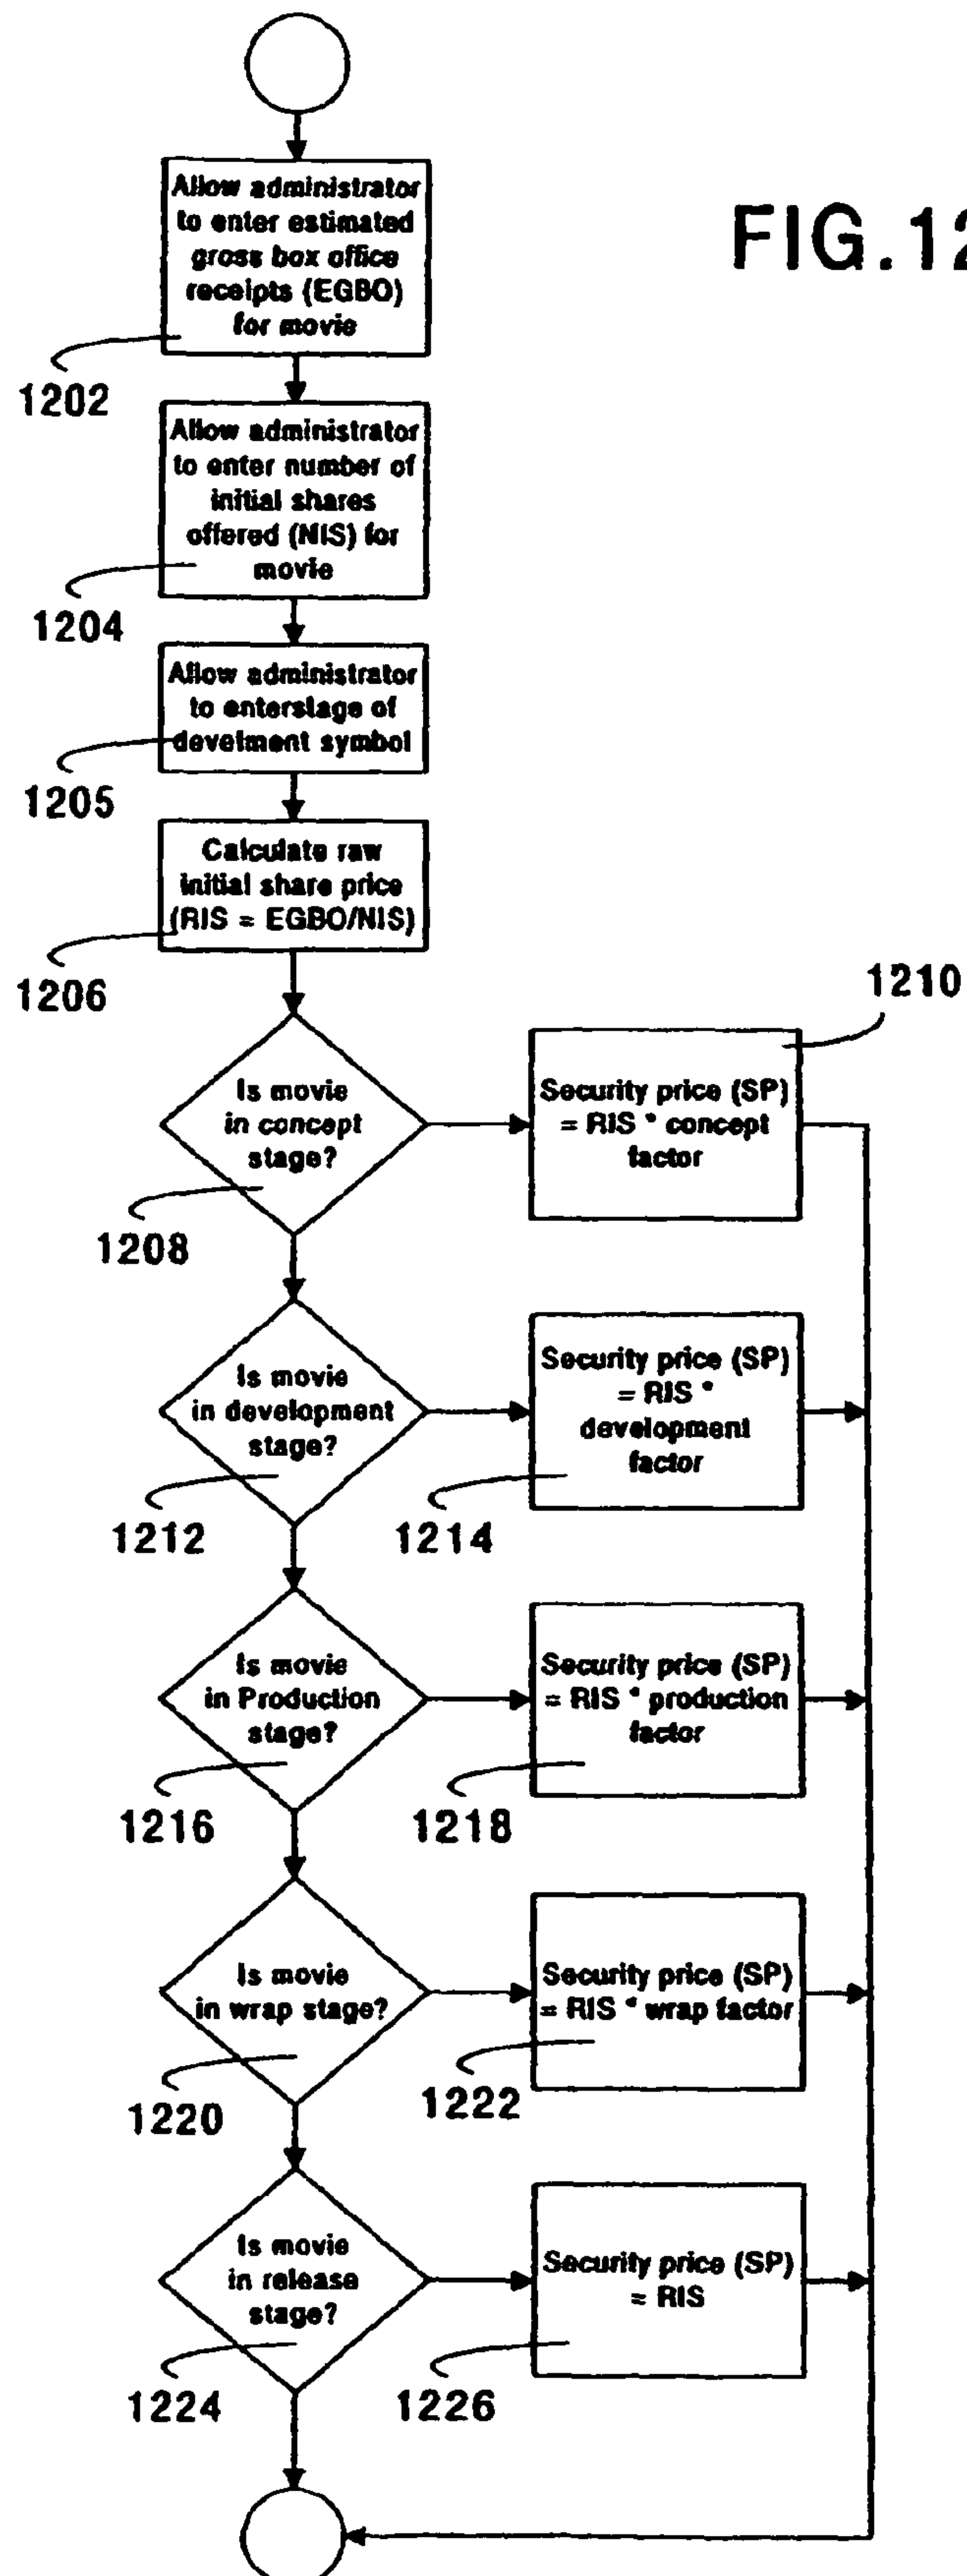 FIG.12
Allow administrator
to enter estimated
gross box office
receipts (EGBO)
for movie
1202
Allow administrator
to enter number of
initial shares
offered (NIS) for
movie
1204
Allow administrator
to enterstage of
develment symbol
1205
Calculate raw
initial share price
(RIS = EGBO/NIS)
1206
Is movie
in concept
stage?
1208
Security price (SP)
= RIS * concept
factor
1210
Is movie
in development
stage?
1212
Security price (SP)
= RIS *
development
factor
1214
Is movie
in Production
stage?
1216
Security price (SP)
= RIS * production
factor
1218
Is movie
in wrap stage?
1220
Security price (SP)
= RIS * wrap factor
1222
Is movie
in release
stage?
1224
Security price (SP)
= RIS
1226